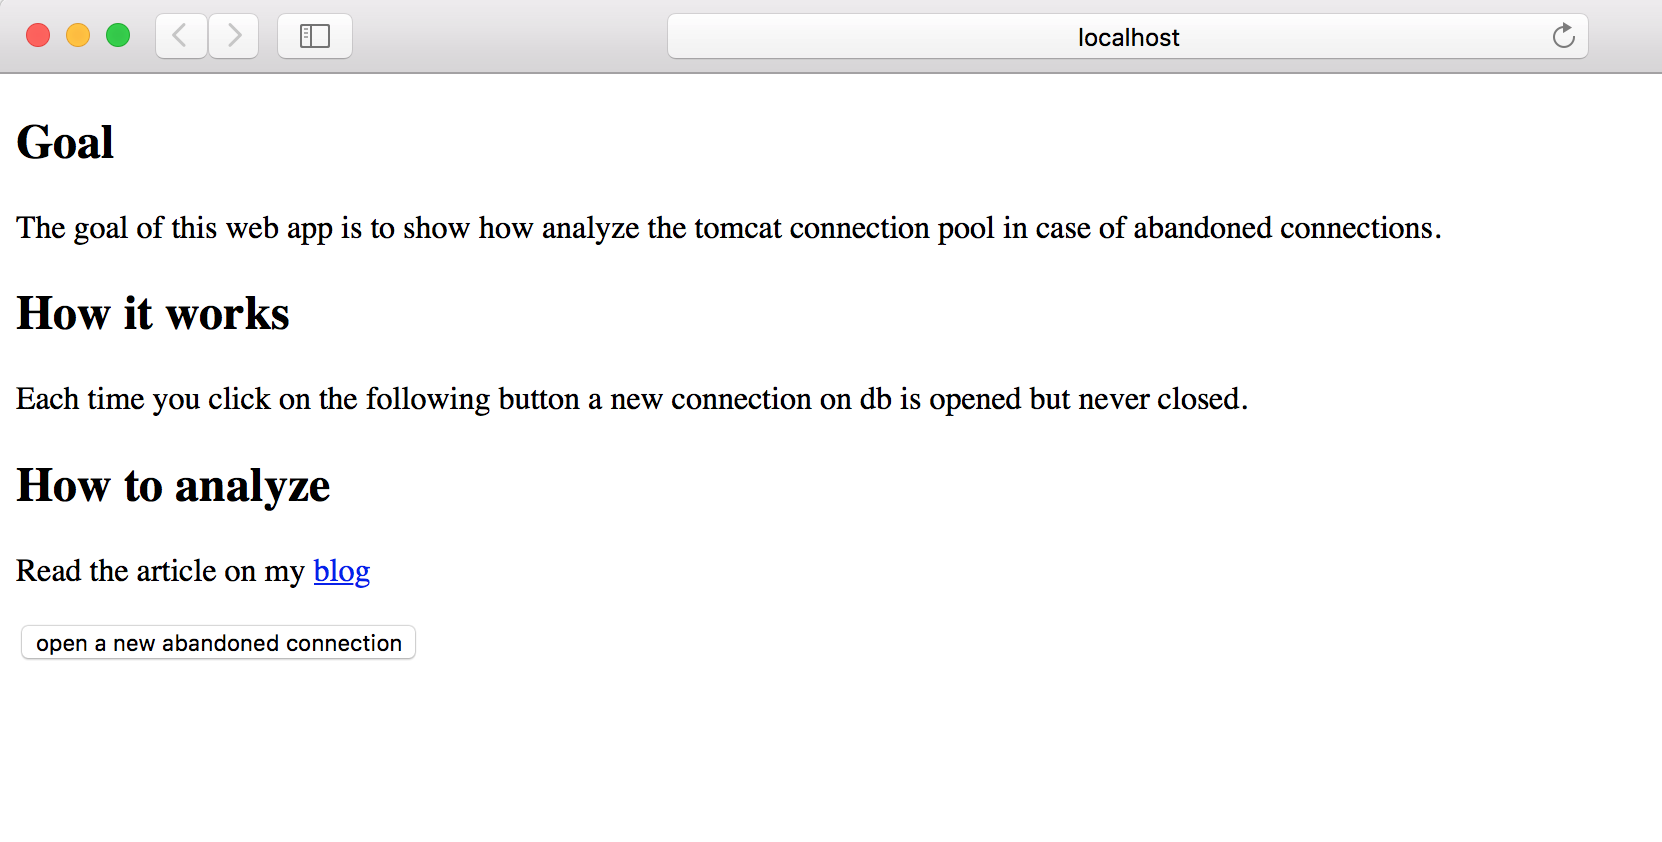 localhost
Goal
The goal of this web app is to show how analyze the tomcat connection pool in case of abandoned connections.
How it works
Each time you click on the following button a new connection on db is opened but never closed.
How to analyze
Read the article on my blog
open a new abandoned connection